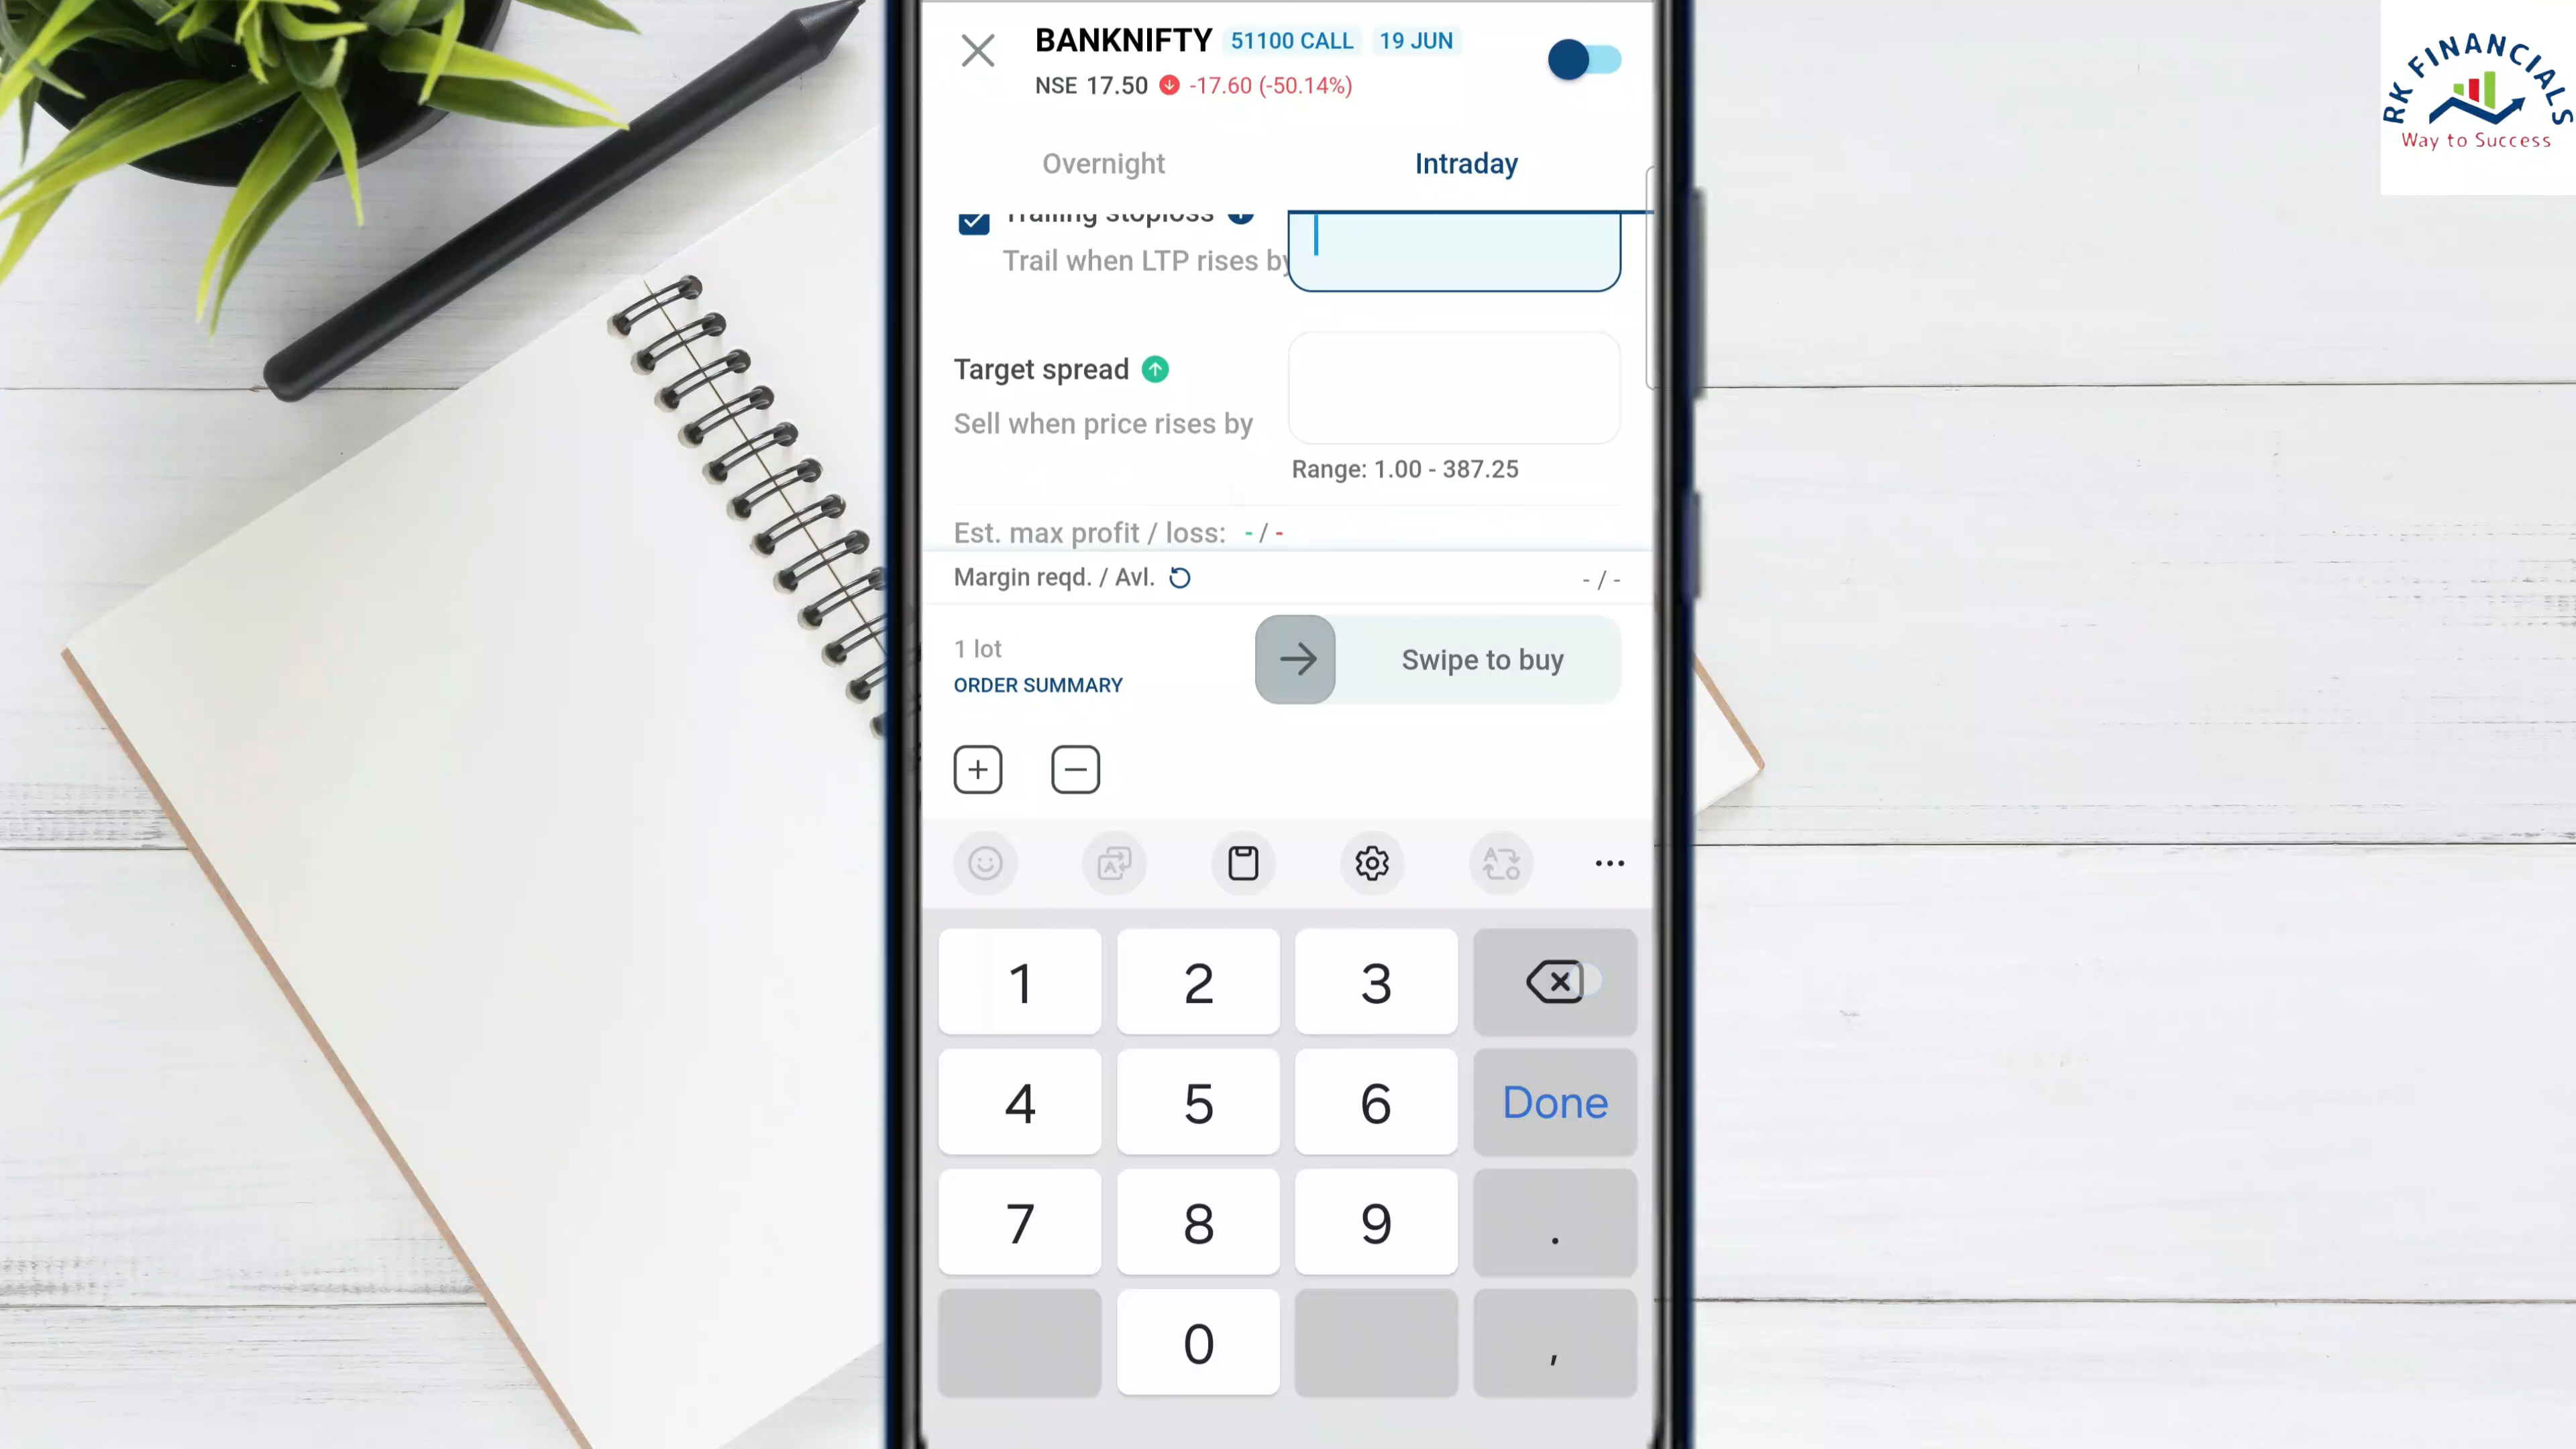 BANKNIFTY 51100 CALL 19 JUN
NSE 17.50 -17.60 (-50.14%)
Overnight Intraday
Trailing stoploss
Trail when LTP rises by
Target spread
Sell when price rises by
Range: 1.00 - 387.25
Est. max profit / loss: - / -
Margin reqd. / Avl. - / -
1 lot
ORDER SUMMARY
Swipe to buy
1 2 3
4 5 6 Done
7 8 9 .
0 ,
RK FINANCIALS
Way to Success